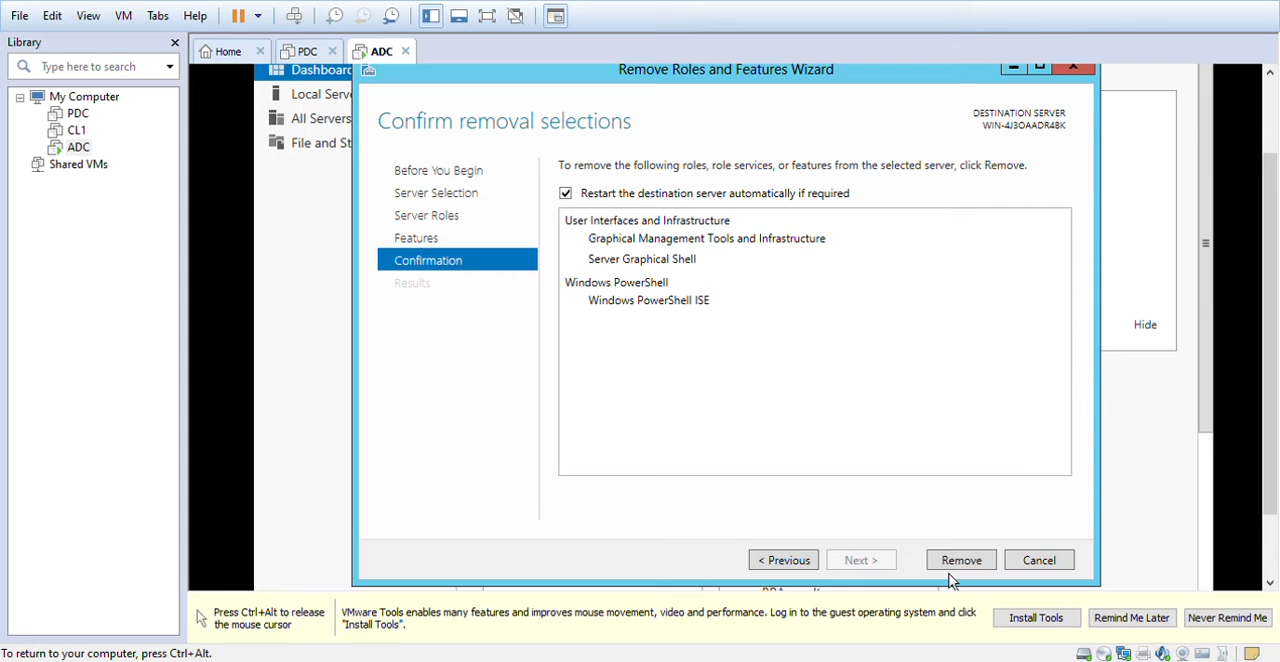 File Edit View VM Tabs Help
Library
Home PDC ADC
Type here to search
My Computer
PDC
CL1
ADC
Shared VMs
Dashboard
Local Serve
All Servers
File and St
Remove Roles and Features Wizard
Confirm removal selections
DESTINATION SERVER
WIN-4J3OAADR4BK
Before You Begin
Server Selection
Server Roles
Features
Confirmation
Results
To remove the following roles, role services, or features from the selected server, click Remove.
Restart the destination server automatically if required
User Interfaces and Infrastructure
Graphical Management Tools and Infrastructure
Server Graphical Shell
Windows PowerShell
Windows PowerShell ISE
Hide
< Previous Next > Remove Cancel
Press Ctrl+Alt to release
the mouse cursor
VMware Tools enables many features and improves mouse movement, video and performance. Log in to the guest operating system and click
"Install Tools".
Install Tools Remind Me Later Never Remind Me
To return to your computer, press Ctrl+Alt.